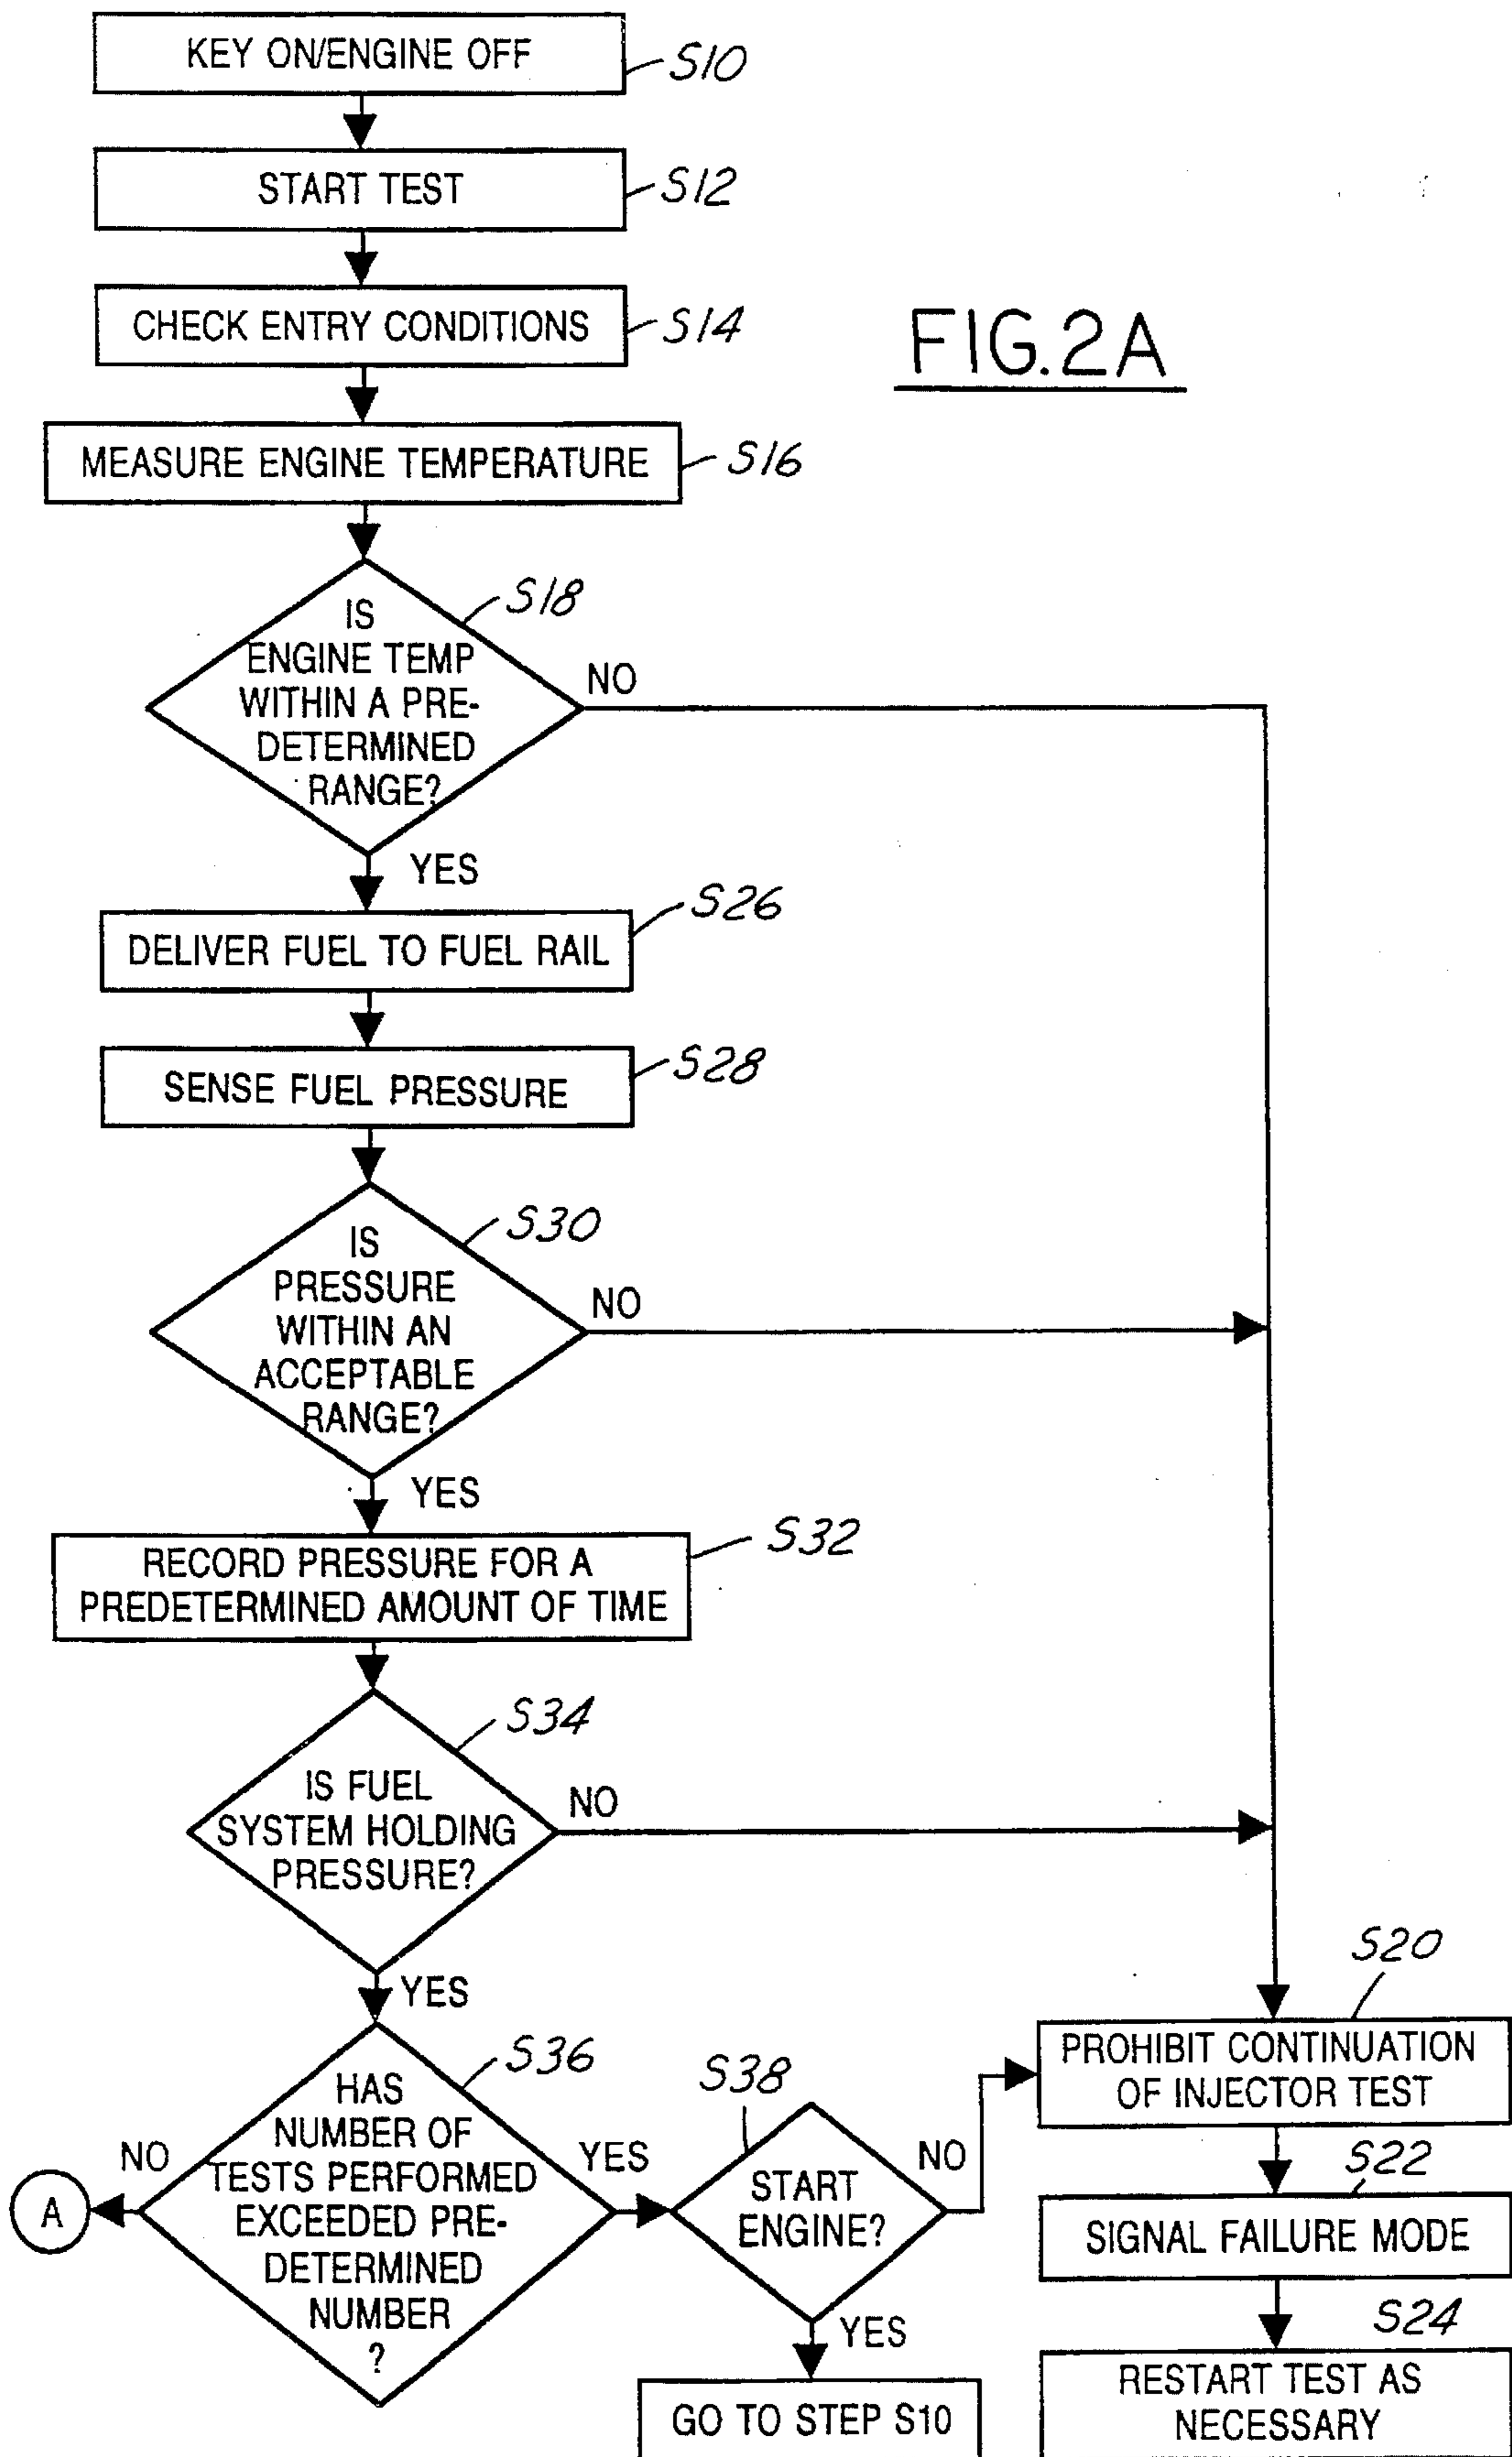 KEY ON/ENGINE OFF
S10
START TEST
S12
CHECK ENTRY CONDITIONS
S14
FIG.2A
MEASURE ENGINE TEMPERATURE
S16
IS
ENGINE TEMP
WITHIN A PRE-
DETERMINED
RANGE?
S18
NO
YES
DELIVER FUEL TO FUEL RAIL
S26
SENSE FUEL PRESSURE
S28
IS
PRESSURE
WITHIN AN
ACCEPTABLE
RANGE?
S30
NO
YES
RECORD PRESSURE FOR A
PREDETERMINED AMOUNT OF TIME
S32
IS FUEL
SYSTEM HOLDING
PRESSURE?
S34
NO
YES
HAS
NUMBER OF
TESTS PERFORMED
EXCEEDED PRE-
DETERMINED
NUMBER
?
S36
NO
A
YES
START
ENGINE?
S38
NO
YES
GO TO STEP S10
PROHIBIT CONTINUATION
OF INJECTOR TEST
S20
SIGNAL FAILURE MODE
S22
RESTART TEST AS
NECESSARY
S24